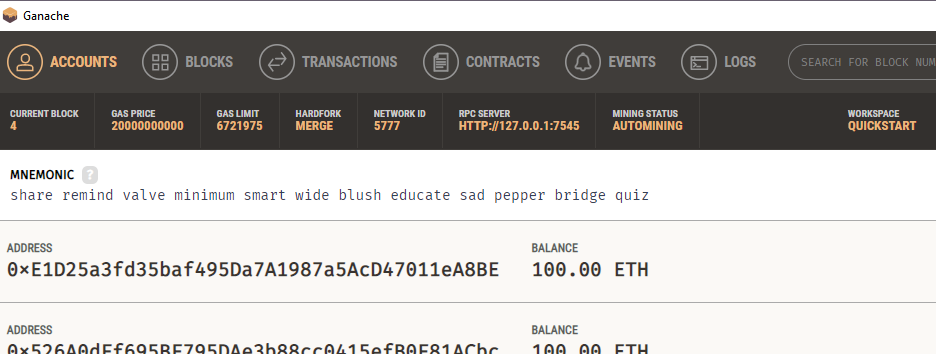 Ganache
ACCOUNTS BLOCKS TRANSACTIONS CONTRACTS EVENTS LOGS SEARCH FOR BLOCK NUM
CURRENT BLOCK GAS PRICE GAS LIMIT HARDFORK NETWORK ID RPC SERVER MINING STATUS WORKSPACE
4 20000000000 6721975 MERGE 5777 HTTP://127.0.0.1:7545 AUTOMINING QUICKSTART
MNEMONIC ?
share remind valve minimum smart wide blush educate sad pepper bridge quiz
ADDRESS BALANCE
0×E1D25a3fd35baf495Da7A1987a5AcD47011eA8BE 100.00 ETH
ADDRESS BALANCE
100.00 ETH